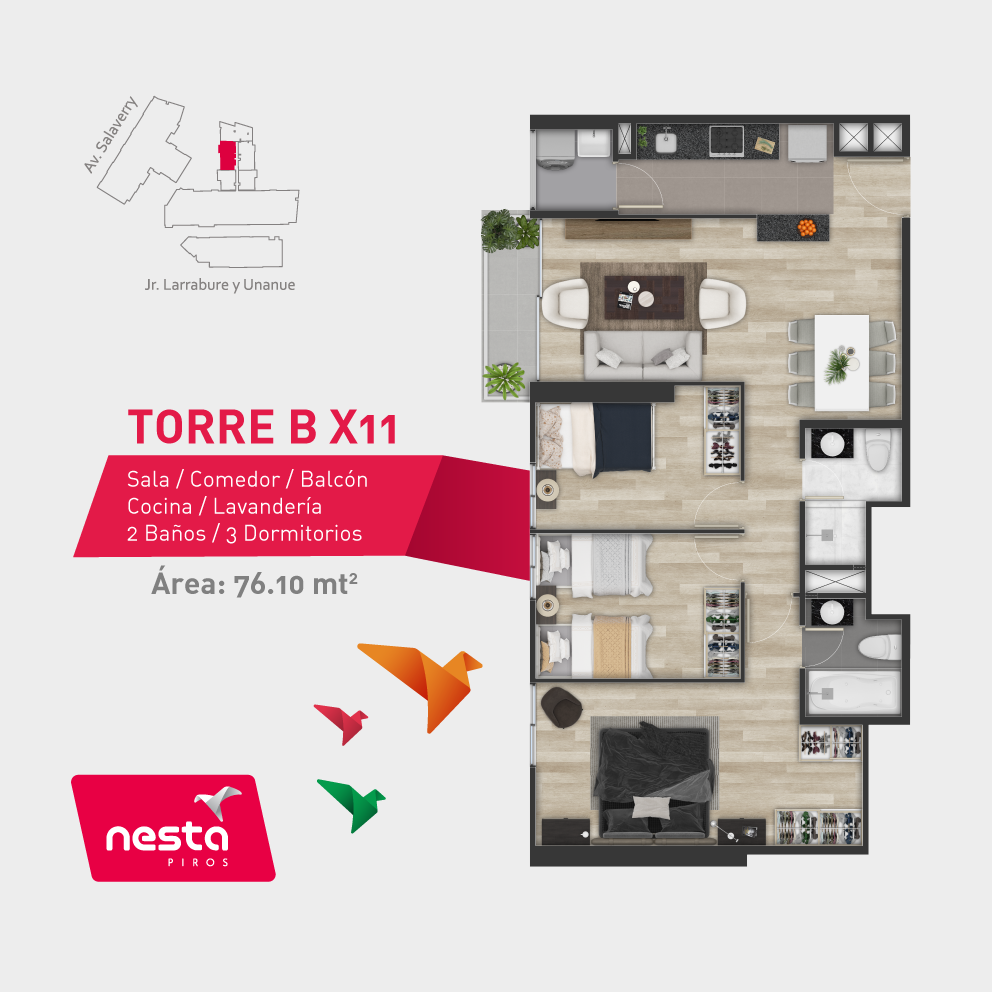 Av. Salaverry
Jr. Larrabure y Unanue
TORRE B X11
Sala / Comedor / Balcón
Cocina / Lavandería
2 Baños / 3 Dormitorios
Área: 76.10 mt²
nesta
PIROS